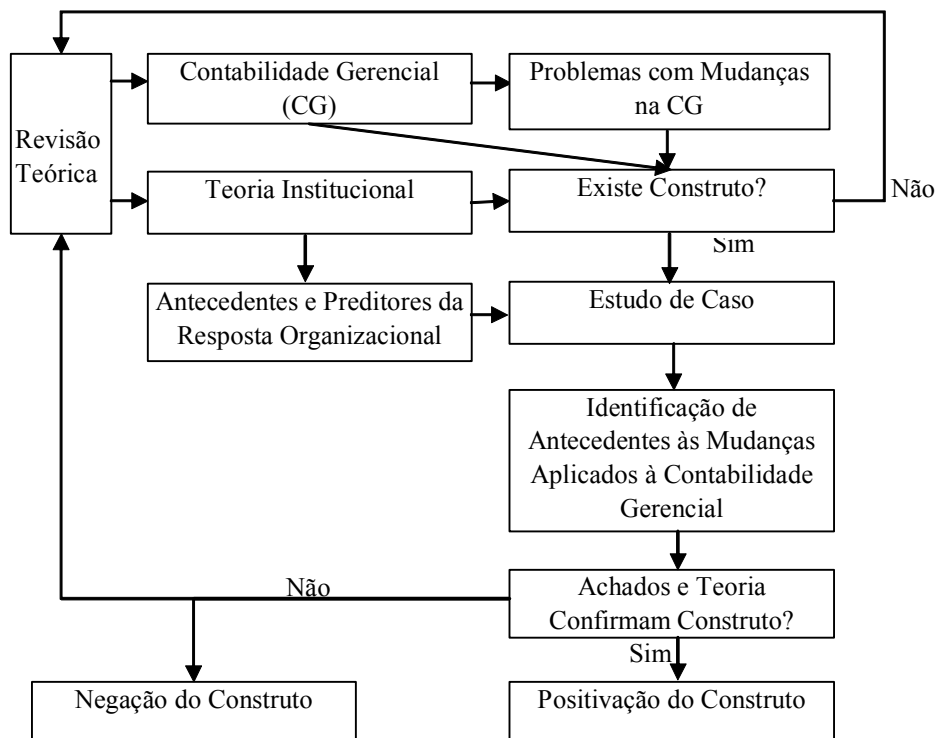 Contabilidade Gerencial
(CG)
Problemas com Mudanças
na CG
Revisão
Teórica
Teoria Institucional
Existe Construto?
Não
Sim
Antecedentes e Preditores da
Resposta Organizacional
Estudo de Caso
Identificação de
Antecedentes às Mudanças
Aplicados à Contabilidade
Gerencial
Não
Achados e Teoria
Confirmam Construto?
Sim
Negação do Construto
Positivação do Construto